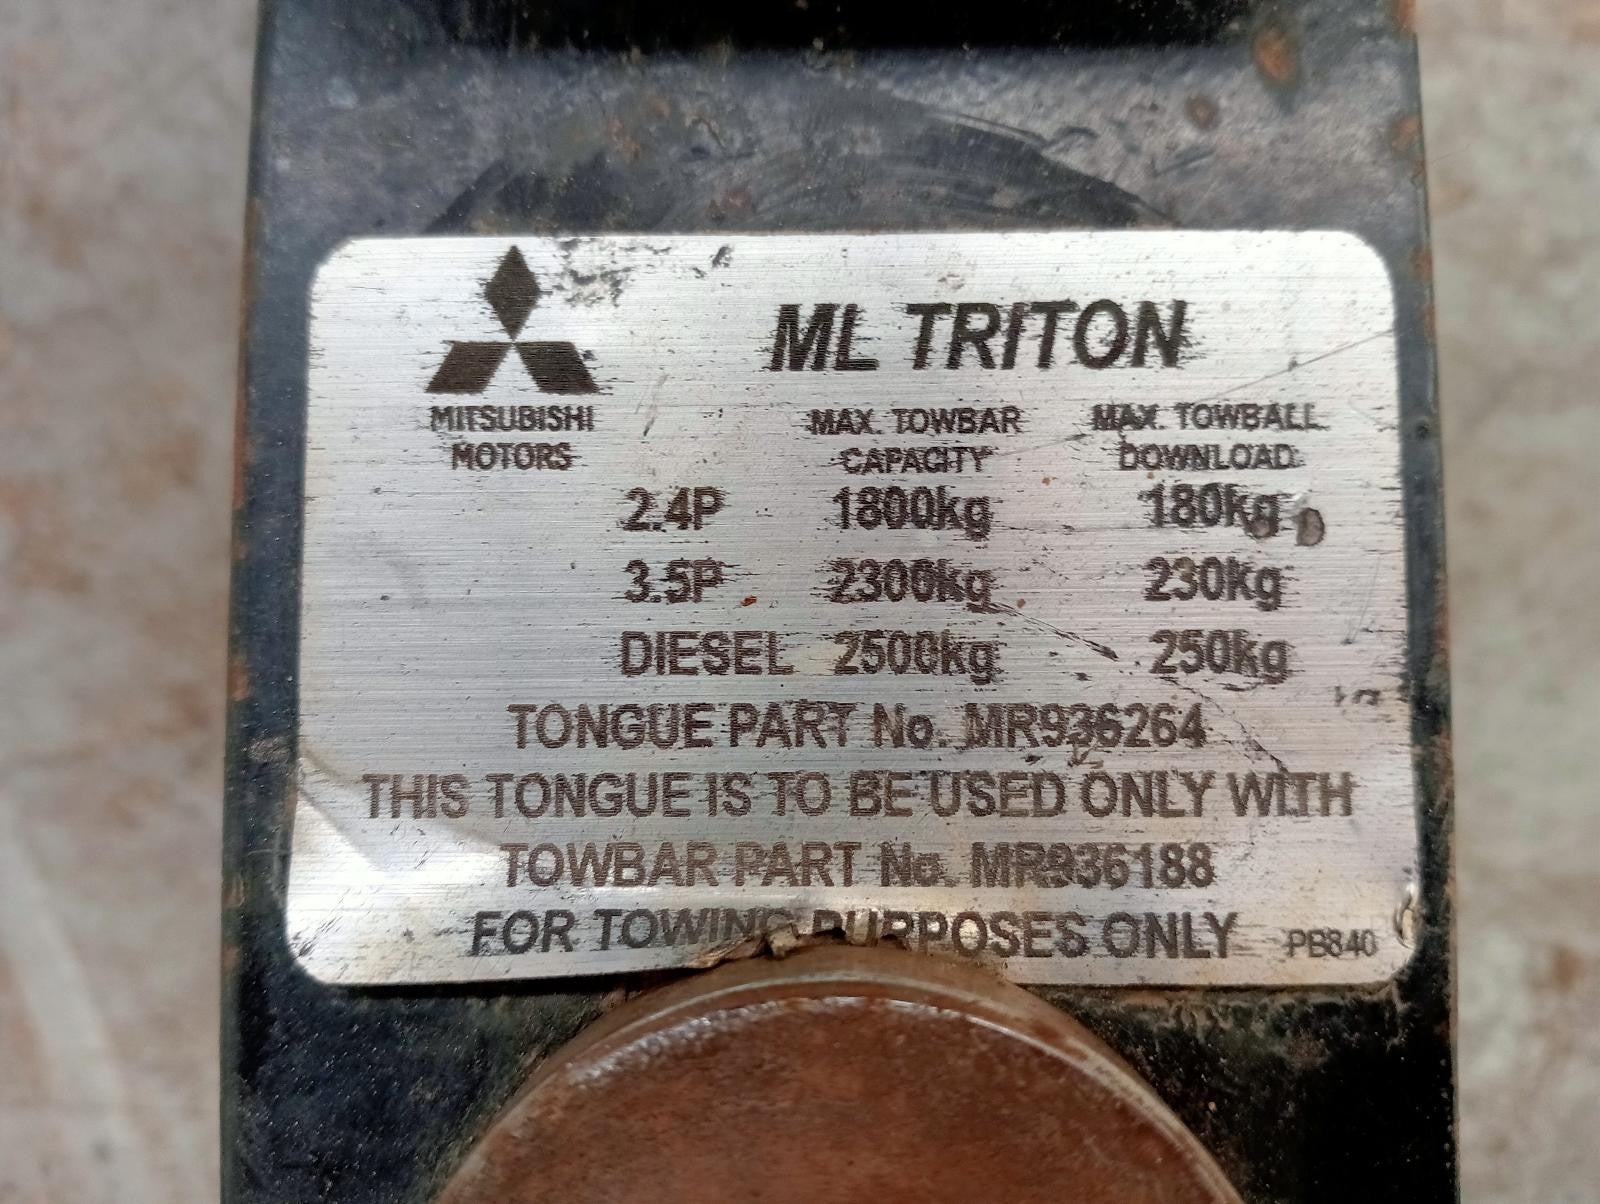 ML TRITON
MITSUBISHI
MOTORS
MAX. TOWBAR MAX. TOWBALL
CAPACITY DOWNLOAD
2.4P 1800kg 180kg
3.5P 2300kg 230kg
DIESEL 2500kg 250kg
TONGUE PART No. MR936264
THIS TONGUE IS TO BE USED ONLY WITH
TOWBAR PART No. MR936188
FOR TOWING PURPOSES ONLY PB840